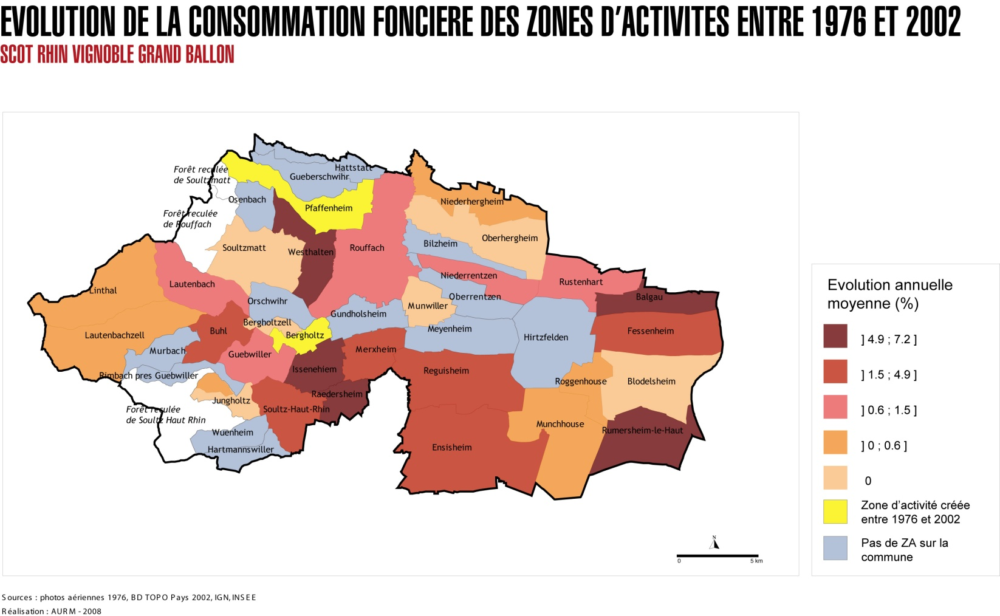 EVOLUTION DE LA CONSOMMATION FONCIERE DES ZONES D'ACTIVITES ENTRE 1976 ET 2002
SCOT RHIN VIGNOBLE GRAND BALLON
Forêt reculée
de Soultzmatt
Hattstatt
Gueberschwihr
Osenbach
Pfaffenheim
Niederhergheim
Forêt reculée
de Rouffach
Oberhergheim
Bilzheim
Soultzmatt
Westhalten
Rouffach
Niederrentzen
Rustenhart
Lautenbach
Linthal
Oberrentzen
Balgau
Orschwihr
Munwiller
Gundholsheim
Bergholtzell
Meyenheim
Buhl
Fessenheim
Lautenbachzell
Bergholtz
Hirtzfelden
Murbach
Guebwiller
Merxheim
Issenehiem
Reguisheim
Rimbach pres Guebwiller
Roggenhouse
Blodelsheim
Raedersheim
Jungholtz
Forêt reculée
de Soultz Haut Rhin
Soultz-Haut-Rhin
Munchhouse
Rumersheim-le-Haut
Wuenheim
Ensisheim
Hartmannswiller
N
0 5 km
Evolution annuelle
moyenne (%)
] 4.9 ; 7.2 ]
] 1.5 ; 4.9 ]
] 0.6 ; 1.5 ]
] 0 ; 0.6 ]
0
Zone d'activité créée
entre 1976 et 2002
Pas de ZA sur la
commune
Sources : photos aériennes 1976, BD TOPO Pays 2002, IGN, INSEE
Réalisation : AURM - 2008